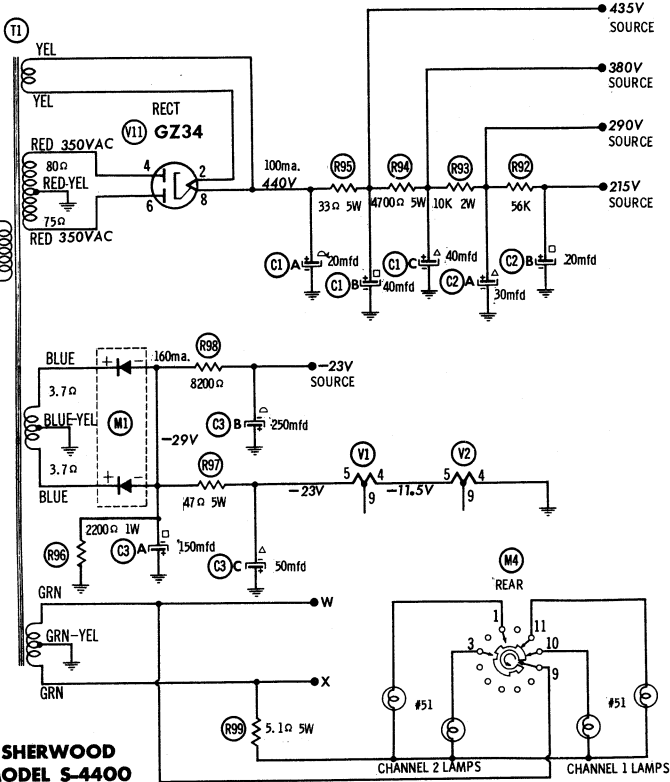 435V
SOURCE
T1
YEL
380V
SOURCE
YEL
RECT
V11 GZ34
290V
SOURCE
RED 350VAC
80Ω
RED-YEL
75Ω
RED 350VAC
4
2
6
8
100ma.
440V
R95
R94
R93
R92
33Ω 5W
4700Ω 5W
10K 2W
56K
215V
SOURCE
C1 A
20mfd
C1 B
40mfd
C1 C
40mfd
C2 A
30mfd
C2 B
20mfd
BLUE
+
-
160ma.
R98
8200Ω
-23V
SOURCE
3.7Ω
BLUE-YEL
M1
C3 B
250mfd
-29V
3.7Ω
+
-
BLUE
R97
47Ω 5W
-23V
V1
5 4
9
-11.5V
V2
5 4
9
2200Ω 1W
R96
C3 A
150mfd
C3 C
50mfd
M4
REAR
GRN
W
GRN-YEL
GRN
X
1
11
3
10
9
R99
5.1Ω 5W
#51
#51
CHANNEL 2 LAMPS
CHANNEL 1 LAMPS
SHERWOOD
ODEL S-4400